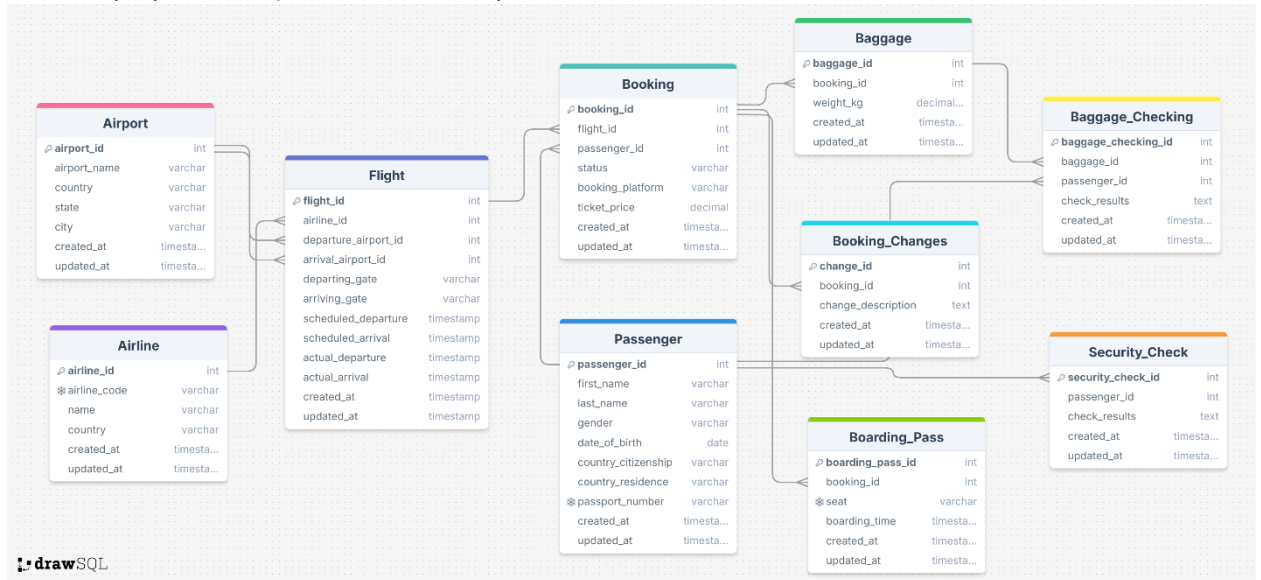 Airport
airport_id int
airport_name varchar
country varchar
state varchar
city varchar
created_at timesta...
updated_at timesta...
Airline
airline_id int
airline_code varchar
name varchar
country varchar
created_at timesta...
updated_at timesta...
Flight
flight_id int
airline_id int
departure_airport_id int
arrival_airport_id int
departing_gate varchar
arriving_gate varchar
scheduled_departure timestamp
scheduled_arrival timestamp
actual_departure timestamp
actual_arrival timestamp
created_at timestamp
updated_at timestamp
Booking
booking_id int
flight_id int
passenger_id int
status varchar
booking_platform varchar
ticket_price decimal
created_at timesta...
updated_at timesta...
Passenger
passenger_id int
first_name varchar
last_name varchar
gender varchar
date_of_birth date
country_citizenship varchar
country_residence varchar
passport_number varchar
created_at timesta...
updated_at timesta...
Baggage
baggage_id int
booking_id int
weight_kg decimal...
created_at timesta...
updated_at timesta...
Booking_Changes
change_id int
booking_id int
change_description text
created_at timesta...
updated_at timesta...
Boarding_Pass
boarding_pass_id int
booking_id int
seat varchar
boarding_time timesta...
created_at timesta...
updated_at timesta...
Baggage_Checking
baggage_checking_id int
baggage_id int
passenger_id int
check_results text
created_at timesta...
updated_at timesta...
Security_Check
security_check_id int
passenger_id int
check_results text
created_at timesta...
updated_at timesta...
drawSQL